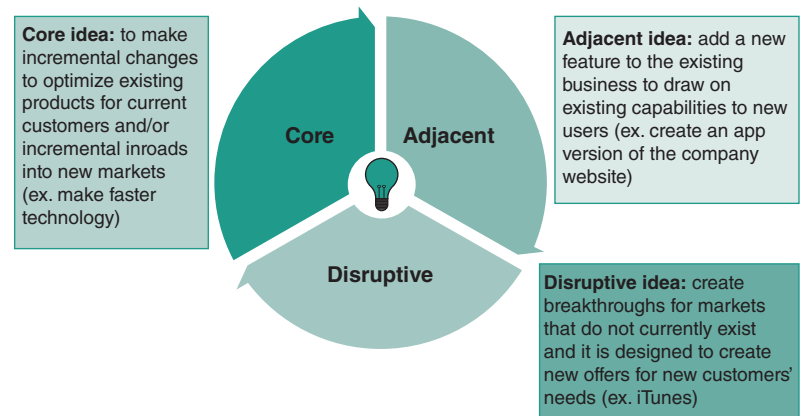 Core idea: to make
incremental changes
to optimize existing
products for current
customers and/or
incremental inroads
into new markets
(ex. make faster
technology)
Core
Adjacent
Disruptive
Adjacent idea: add a new
feature to the existing
business to draw on
existing capabilities to new
users (ex. create an app
version of the company
website)
Disruptive idea: create
breakthroughs for markets
that do not currently exist
and it is designed to create
new offers for new customers’
needs (ex. iTunes)